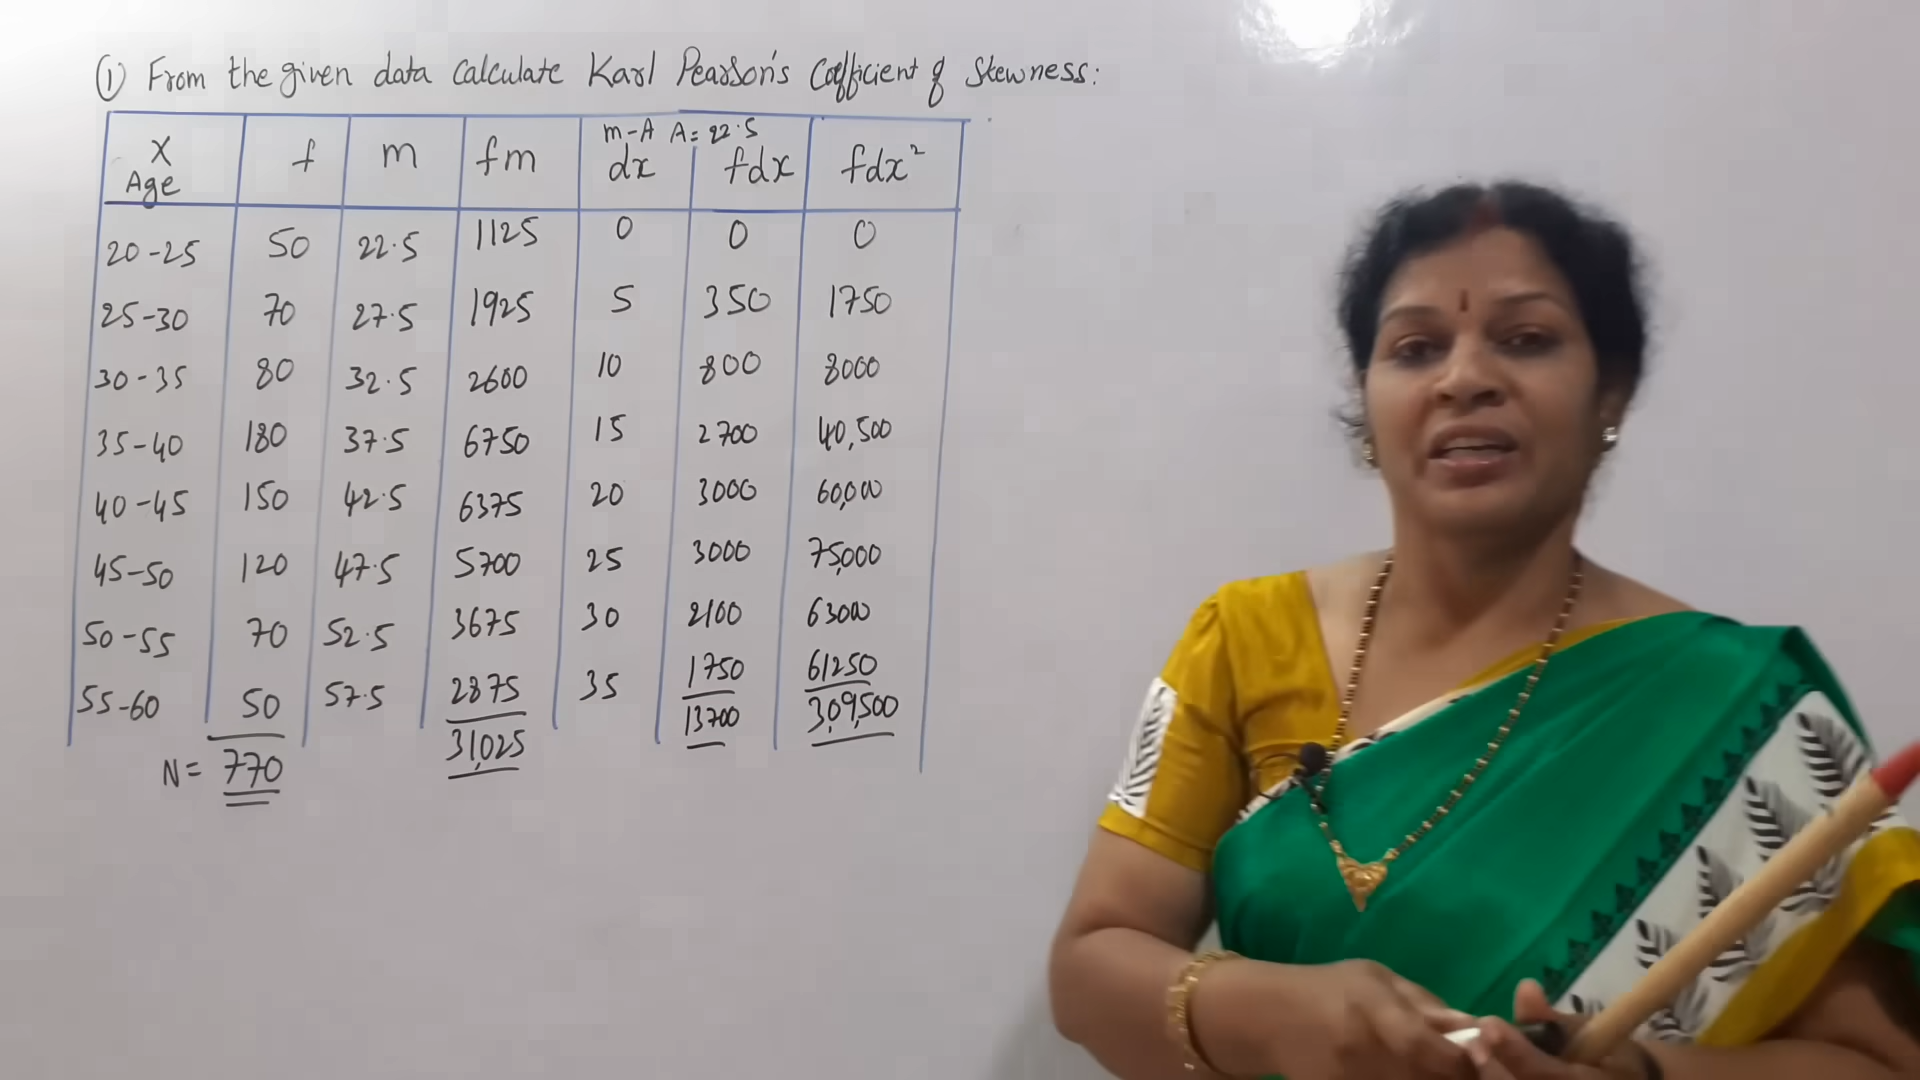 ① From the given data calculate Karl Pearson's Coefficient of Skewness:
m-A A= 22.5
X Age f m fm dx fdx fdx²
20-25 50 22.5 1125 0 0 0
25-30 70 27.5 1925 5 350 1750
30-35 80 32.5 2600 10 800 8000
35-40 180 37.5 6750 15 2700 40,500
40-45 150 42.5 6375 20 3000 60,000
45-50 120 47.5 5700 25 3000 75,000
50-55 70 52.5 3675 30 2100 63000
55-60 50 57.5 2875 35 1750 61250
N= 770 31,025 13700 3,09,500